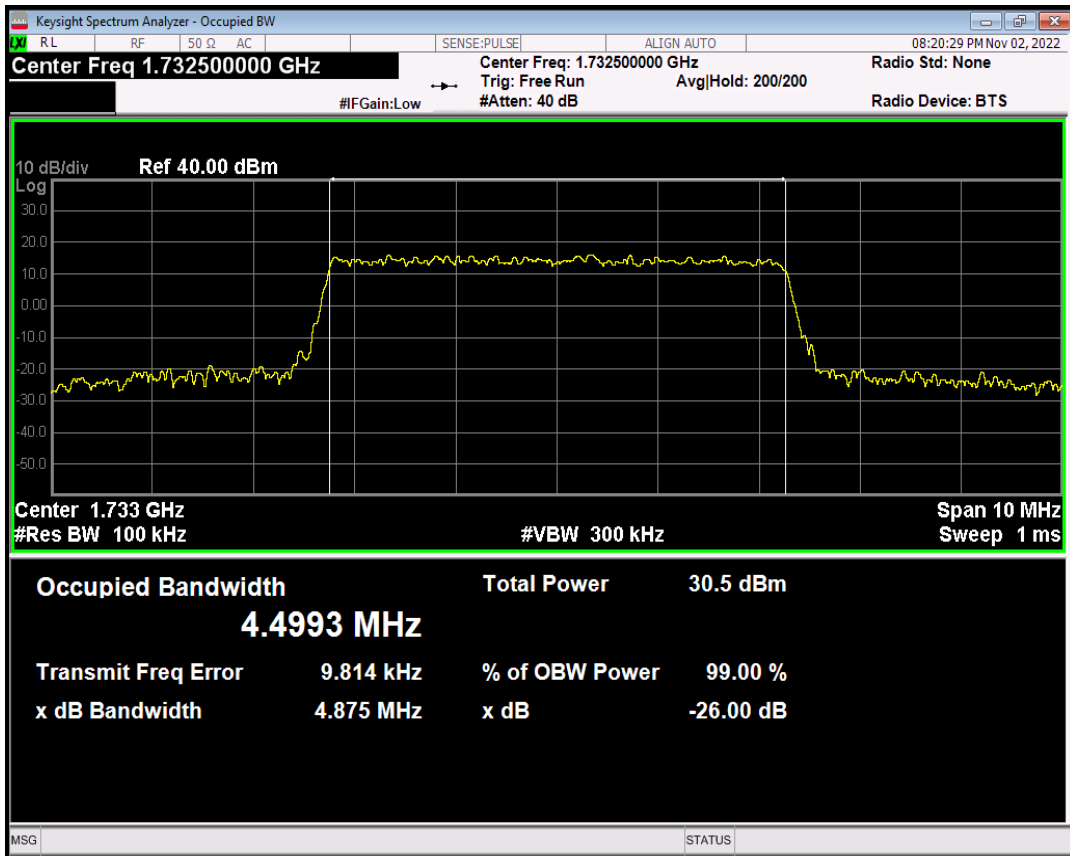 Keysight Spectrum Analyzer - Occupied BW
LXI RL RF 50 Ω AC SENSE:PULSE ALIGN AUTO 08:20:29 PM Nov 02, 2022
Center Freq 1.732500000 GHz
Center Freq: 1.732500000 GHz Radio Std: None
Trig: Free Run Avg|Hold: 200/200
#IFGain:Low #Atten: 40 dB Radio Device: BTS
10 dB/div Ref 40.00 dBm
Log
30.0
20.0
10.0
0.00
-10.0
-20.0
-30.0
-40.0
-50.0
Center 1.733 GHz Span 10 MHz
#Res BW 100 kHz #VBW 300 kHz Sweep 1 ms
Occupied Bandwidth Total Power 30.5 dBm
4.4993 MHz
Transmit Freq Error 9.814 kHz % of OBW Power 99.00 %
x dB Bandwidth 4.875 MHz x dB -26.00 dB
MSG STATUS